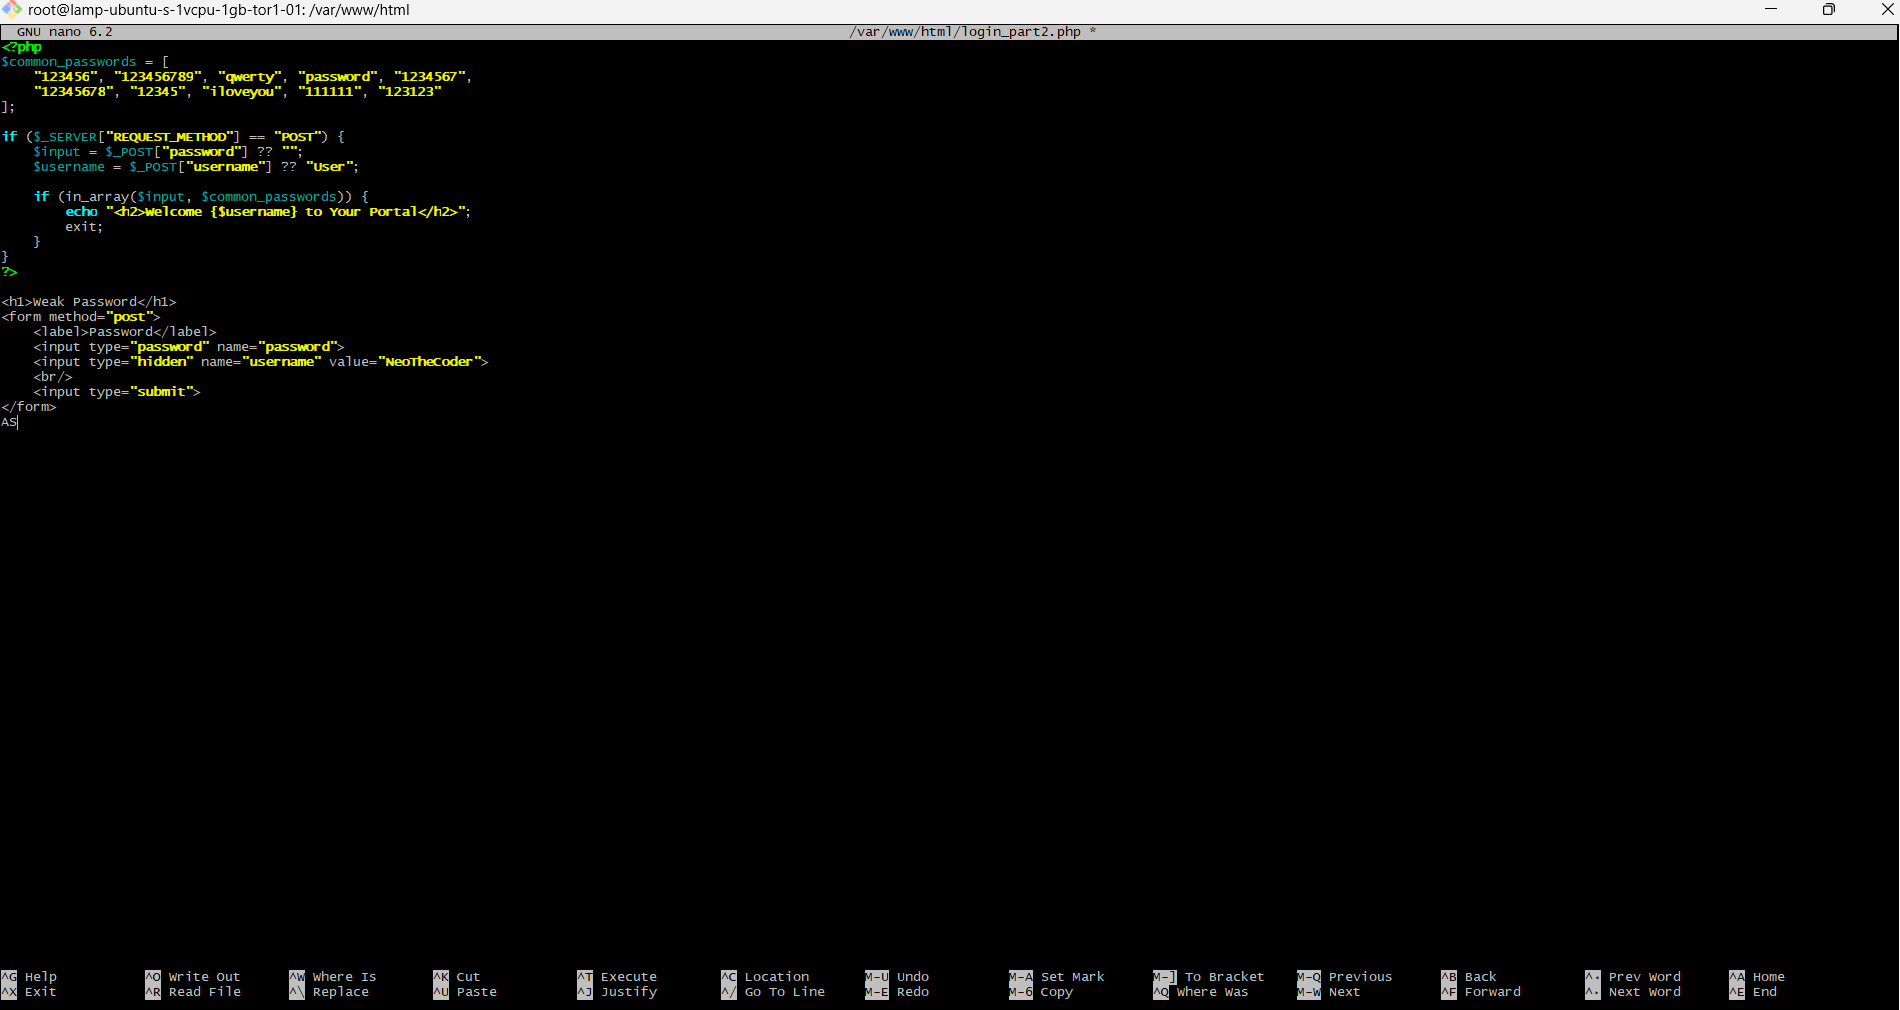 root@lamp-ubuntu-s-1vcpu-1gb-tor1-01: /var/www/html
GNU nano 6.2 /var/www/html/login_part2.php *
<?php
$common_passwords = [
    "123456", "123456789", "qwerty", "password", "1234567",
    "12345678", "12345", "iloveyou", "111111", "123123"
];

if ($_SERVER["REQUEST_METHOD"] == "POST") {
    $input = $_POST["password"] ?? "";
    $username = $_POST["username"] ?? "User";

    if (in_array($input, $common_passwords)) {
        echo "<h2>Welcome {$username} to Your Portal</h2>";
        exit;
    }
}
?>

<h1>Weak Password</h1>
<form method="post">
    <label>Password</label>
    <input type="password" name="password">
    <input type="hidden" name="username" value="NeoTheCoder">
    <br/>
    <input type="submit">
</form>
AS
^G Help ^O Write Out ^W Where Is ^K Cut ^T Execute ^C Location M-U Undo M-A Set Mark M-] To Bracket M-Q Previous ^B Back ^◂ Prev Word ^A Home
^X Exit ^R Read File ^\ Replace ^U Paste ^J Justify ^/ Go To Line M-E Redo M-6 Copy ^Q Where Was M-W Next ^F Forward ^▸ Next Word ^E End